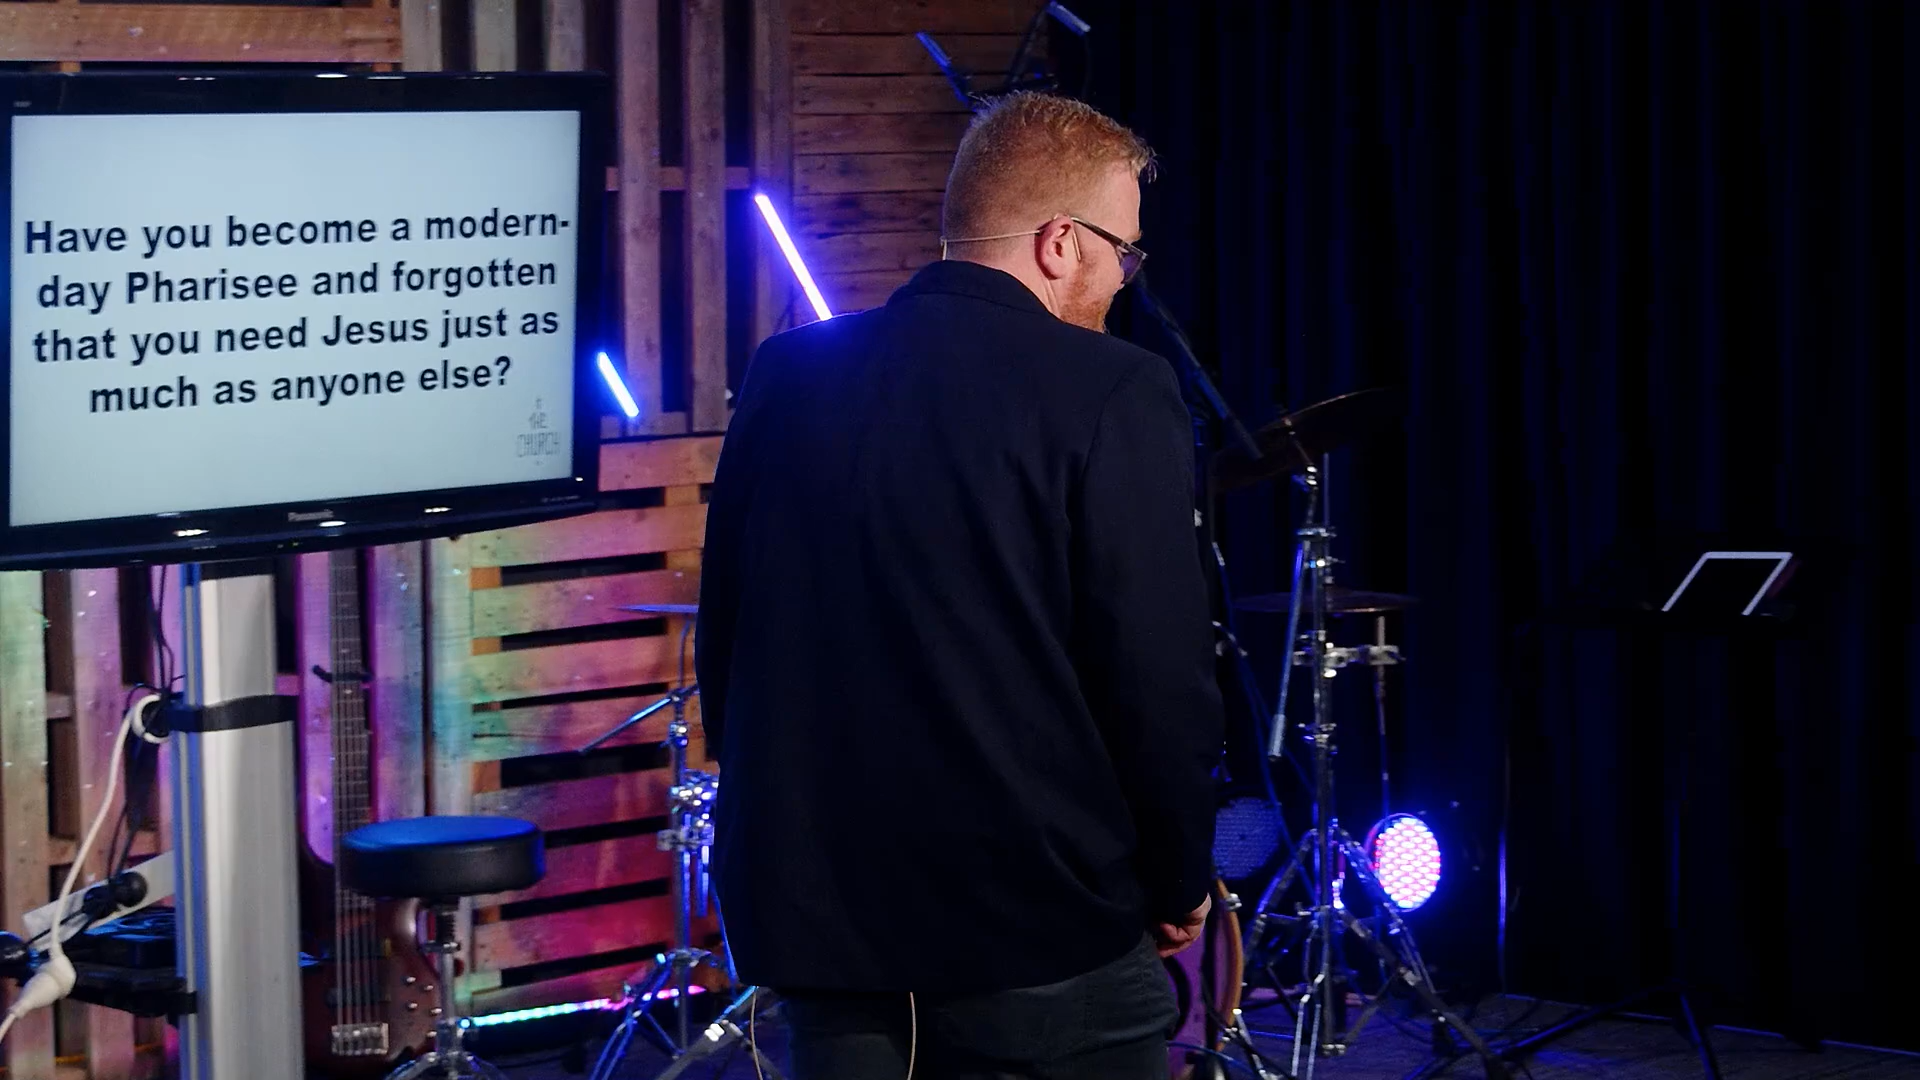 Have you become a modern-
day Pharisee and forgotten
that you need Jesus just as
much as anyone else?
THE
CHURCH
Panasonic